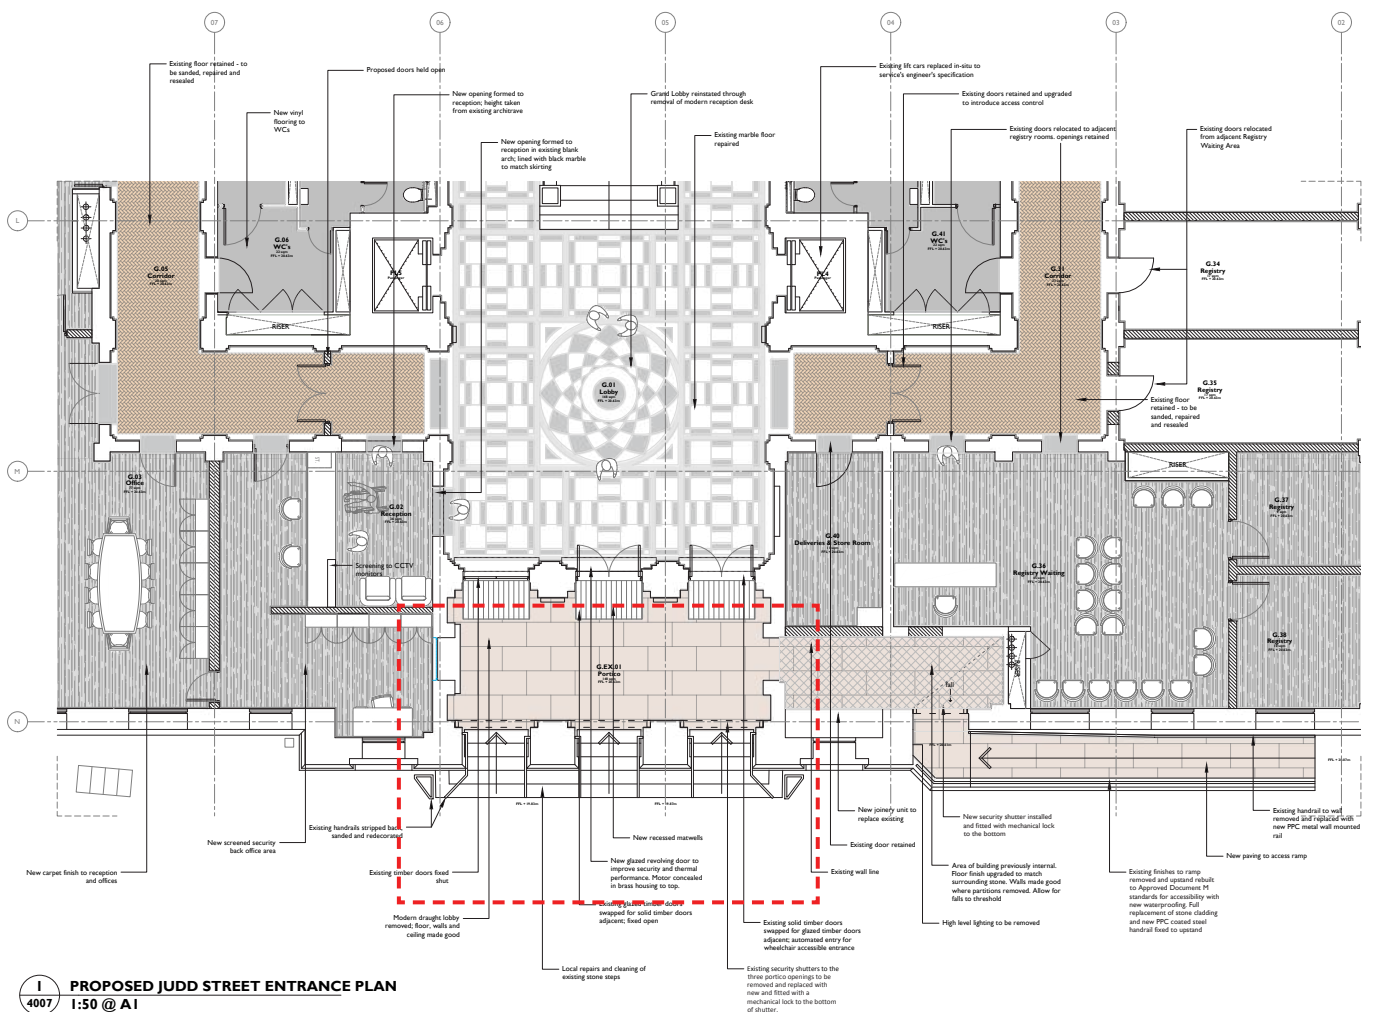 07
06
05
04
03
02
Existing floor retained - to
be sanded, repaired and
resealed
Proposed doors held open
New opening formed to
reception; height taken
from existing architrave
New vinyl
flooring to
WCs
New opening formed to
reception in existing blank
arch; lined with black marble
to match skirting
Grand Lobby reinstated through
removal of modern reception desk
Existing marble floor
repaired
Existing lift cars replaced in-situ to
service's engineer's specification
Existing doors retained and upgraded
to introduce access control
Existing doors relocated to adjacent
registry rooms. openings retained
Existing doors relocated
from adjacent Registry
Waiting Area
L
G.05
Corridor
G.06
WC's
G.41
WC's
G.31
Corridor
G.34
Registry
RISER
RISER
G.01
Lobby
G.35
Registry
Existing floor
retained - to be
sanded, repaired
and resealed
M
RISER
G.03
Office
G.02
Reception
G.40
Deliveries & Store Room
G.37
Registry
Screening to CCTV
monitors
G.36
Registry Waiting
G.38
Registry
G.EX.01
Portico
fall
N
Existing handrails stripped back,
sanded and redecorated
New screened security
back office area
New carpet finish to reception
and offices
Existing timber doors fixed
shut
Modern draught lobby
removed; floor, walls and
ceiling made good
New recessed matwells
New glazed revolving door to
improve security and thermal
performance. Motor concealed
in brass housing to top.
Existing glazed timber doors
swapped for solid timber doors
adjacent; fixed open
Local repairs and cleaning of
existing stone steps
Existing solid timber doors
swapped for glazed timber doors
adjacent; automated entry for
wheelchair accessible entrance
Existing security shutters to the
three portico openings to be
removed and replaced with
new and fitted with a
mechanical lock to the bottom
of shutter.
New joinery unit to
replace existing
Existing door retained
Existing wall line
New security shutter installed
and fitted with mechanical lock
to the bottom
Area of building previously internal.
Floor finish upgraded to match
surrounding stone. Walls made good
where partitions removed. Allow for
falls to threshold
High level lighting to be removed
Existing handrail to wall
removed and replaced with
new PPC metal wall mounted
rail
New paving to access ramp
Existing finishes to ramp
removed and upstand rebuilt
to Approved Document M
standards for accessibility with
new waterproofing. Full
replacement of stone cladding
and new PPC coated steel
handrail fixed to upstand
1
4007
PROPOSED JUDD STREET ENTRANCE PLAN
1:50 @ A1